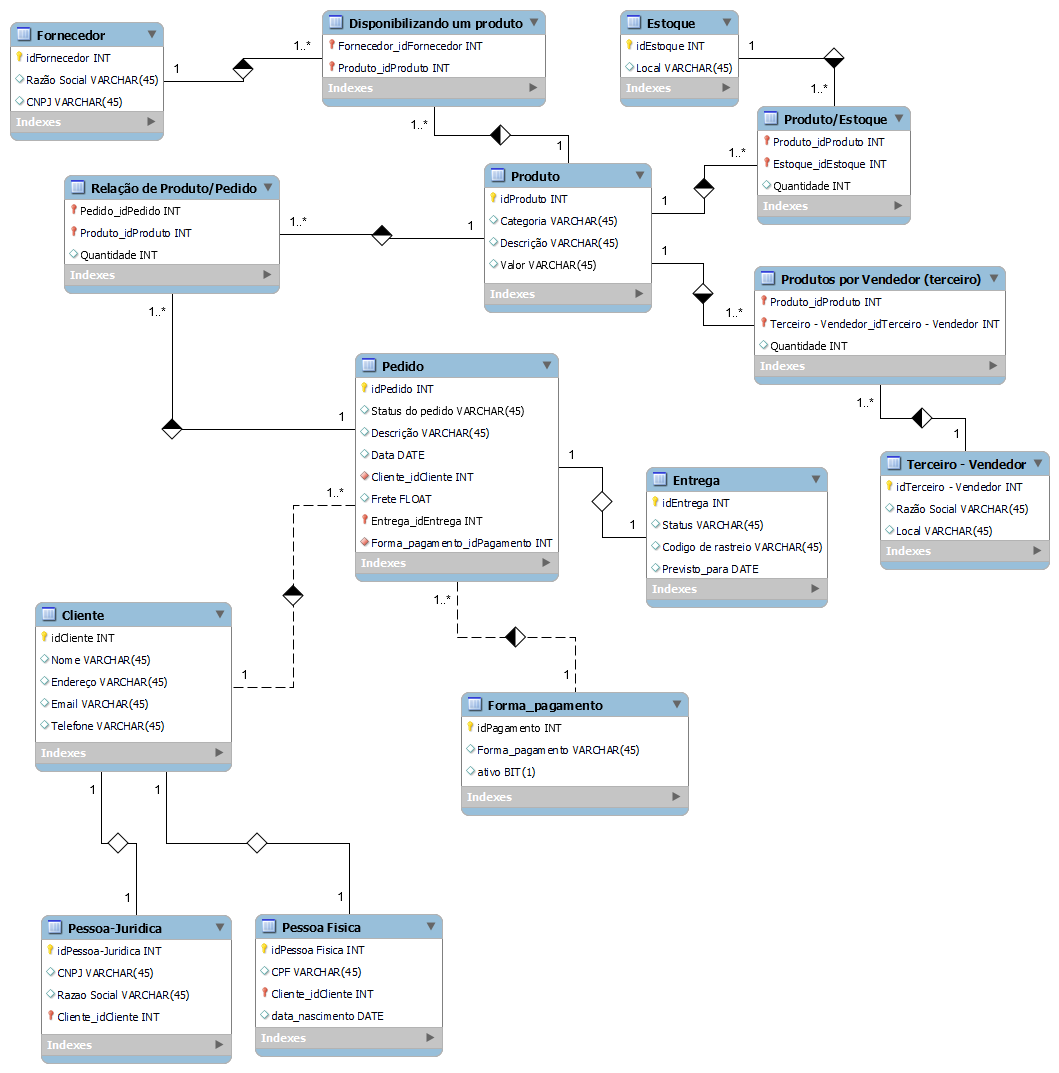 Fornecedor
idFornecedor INT
Razão Social VARCHAR(45)
CNPJ VARCHAR(45)
Indexes
1
1..*
Disponibilizando um produto
Fornecedor_idFornecedor INT
Produto_idProduto INT
Indexes
1..*
1
Estoque
idEstoque INT
Local VARCHAR(45)
Indexes
1
1..*
Produto/Estoque
Produto_idProduto INT
Estoque_idEstoque INT
Quantidade INT
Indexes
1..*
1
Relação de Produto/Pedido
Pedido_idPedido INT
Produto_idProduto INT
Quantidade INT
Indexes
1..*
1
Produto
idProduto INT
Categoria VARCHAR(45)
Descrição VARCHAR(45)
Valor VARCHAR(45)
Indexes
1
1..*
Produtos por Vendedor (terceiro)
Produto_idProduto INT
Terceiro - Vendedor_idTerceiro - Vendedor INT
Quantidade INT
Indexes
1..*
1
1..*
1
Pedido
idPedido INT
Status do pedido VARCHAR(45)
Descrição VARCHAR(45)
Data DATE
Cliente_idCliente INT
Frete FLOAT
Entrega_idEntrega INT
Forma_pagamento_idPagamento INT
Indexes
1
1
Entrega
idEntrega INT
Status VARCHAR(45)
Codigo de rastreio VARCHAR(45)
Previsto_para DATE
Indexes
Terceiro - Vendedor
idTerceiro - Vendedor INT
Razão Social VARCHAR(45)
Local VARCHAR(45)
Indexes
1..*
1
Cliente
idCliente INT
Nome VARCHAR(45)
Endereço VARCHAR(45)
Email VARCHAR(45)
Telefone VARCHAR(45)
Indexes
1..*
1
Forma_pagamento
idPagamento INT
Forma_pagamento VARCHAR(45)
ativo BIT(1)
Indexes
1
1
1
1
Pessoa-Juridica
idPessoa-Juridica INT
CNPJ VARCHAR(45)
Razao Social VARCHAR(45)
Cliente_idCliente INT
Indexes
Pessoa Fisica
idPessoa Fisica INT
CPF VARCHAR(45)
Cliente_idCliente INT
data_nascimento DATE
Indexes